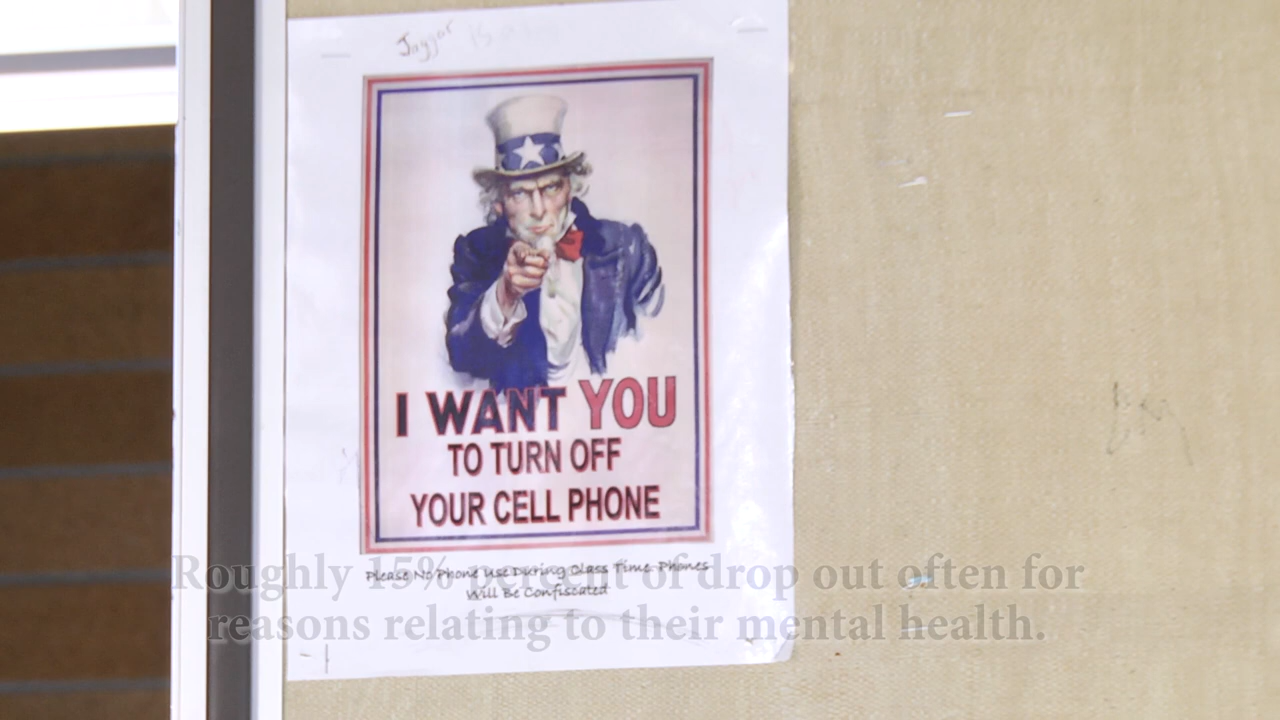 Jaggar
I WANT YOU
TO TURN OFF
YOUR CELL PHONE
Please No Phone Use During Class Time. Phones
Will Be Confiscated
Roughly 15% percent of drop out often for
reasons relating to their mental health.